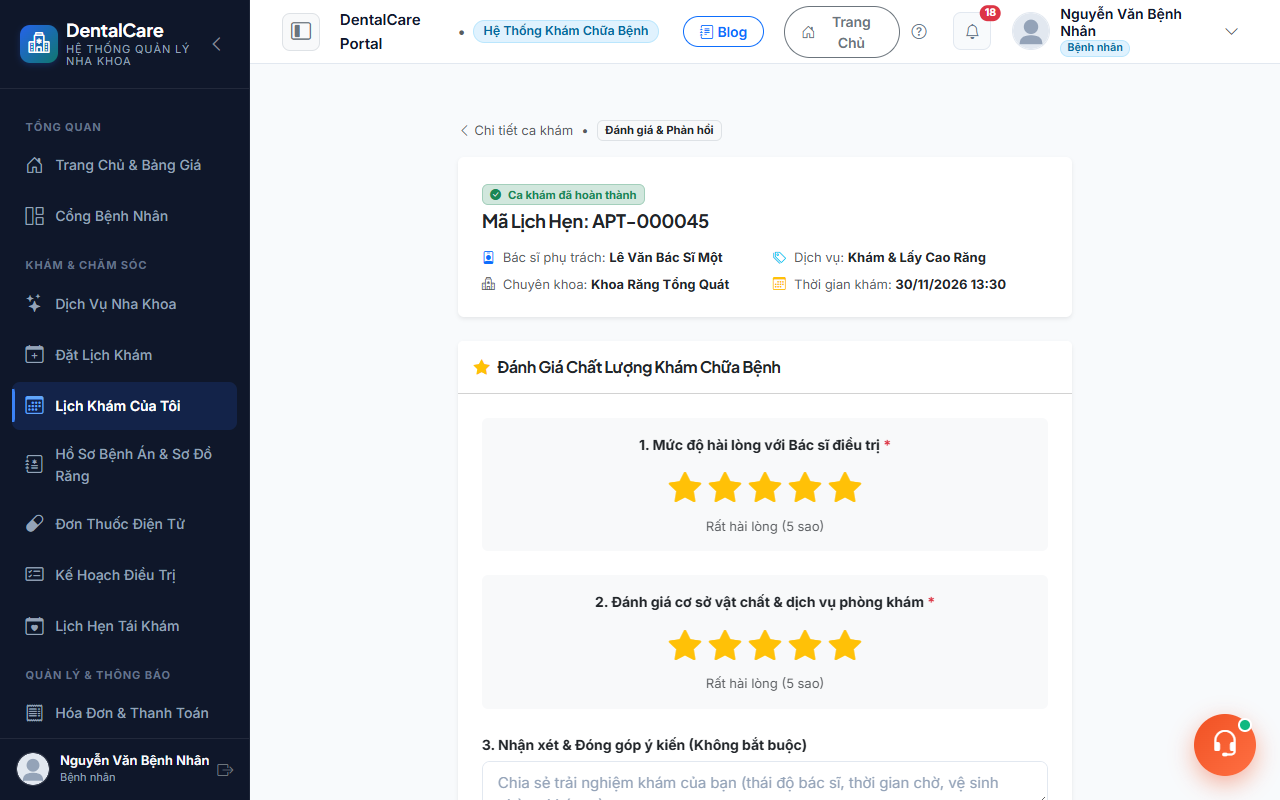 DentalCare
HỆ THỐNG QUẢN LÝ
NHA KHOA
TỔNG QUAN
Trang Chủ & Bảng Giá
Cổng Bệnh Nhân
KHÁM & CHĂM SÓC
Dịch Vụ Nha Khoa
Đặt Lịch Khám
Lịch Khám Của Tôi
Hồ Sơ Bệnh Án & Sơ Đồ
Răng
Đơn Thuốc Điện Tử
Kế Hoạch Điều Trị
Lịch Hẹn Tái Khám
QUẢN LÝ & THÔNG BÁO
Hóa Đơn & Thanh Toán
Nguyễn Văn Bệnh Nhân
Bệnh nhân
DentalCare
Portal
• Hệ Thống Khám Chữa Bệnh
Blog
Trang
Chủ
18
Nguyễn Văn Bệnh
Nhân
Bệnh nhân
Chi tiết ca khám • Đánh giá & Phản hồi
Ca khám đã hoàn thành
Mã Lịch Hẹn: APT-000045
Bác sĩ phụ trách: Lê Văn Bác Sĩ Một
Dịch vụ: Khám & Lấy Cao Răng
Chuyên khoa: Khoa Răng Tổng Quát
Thời gian khám: 30/11/2026 13:30
Đánh Giá Chất Lượng Khám Chữa Bệnh
1. Mức độ hài lòng với Bác sĩ điều trị *
Rất hài lòng (5 sao)
2. Đánh giá cơ sở vật chất & dịch vụ phòng khám *
Rất hài lòng (5 sao)
3. Nhận xét & Đóng góp ý kiến (Không bắt buộc)
Chia sẻ trải nghiệm khám của bạn (thái độ bác sĩ, thời gian chờ, vệ sinh